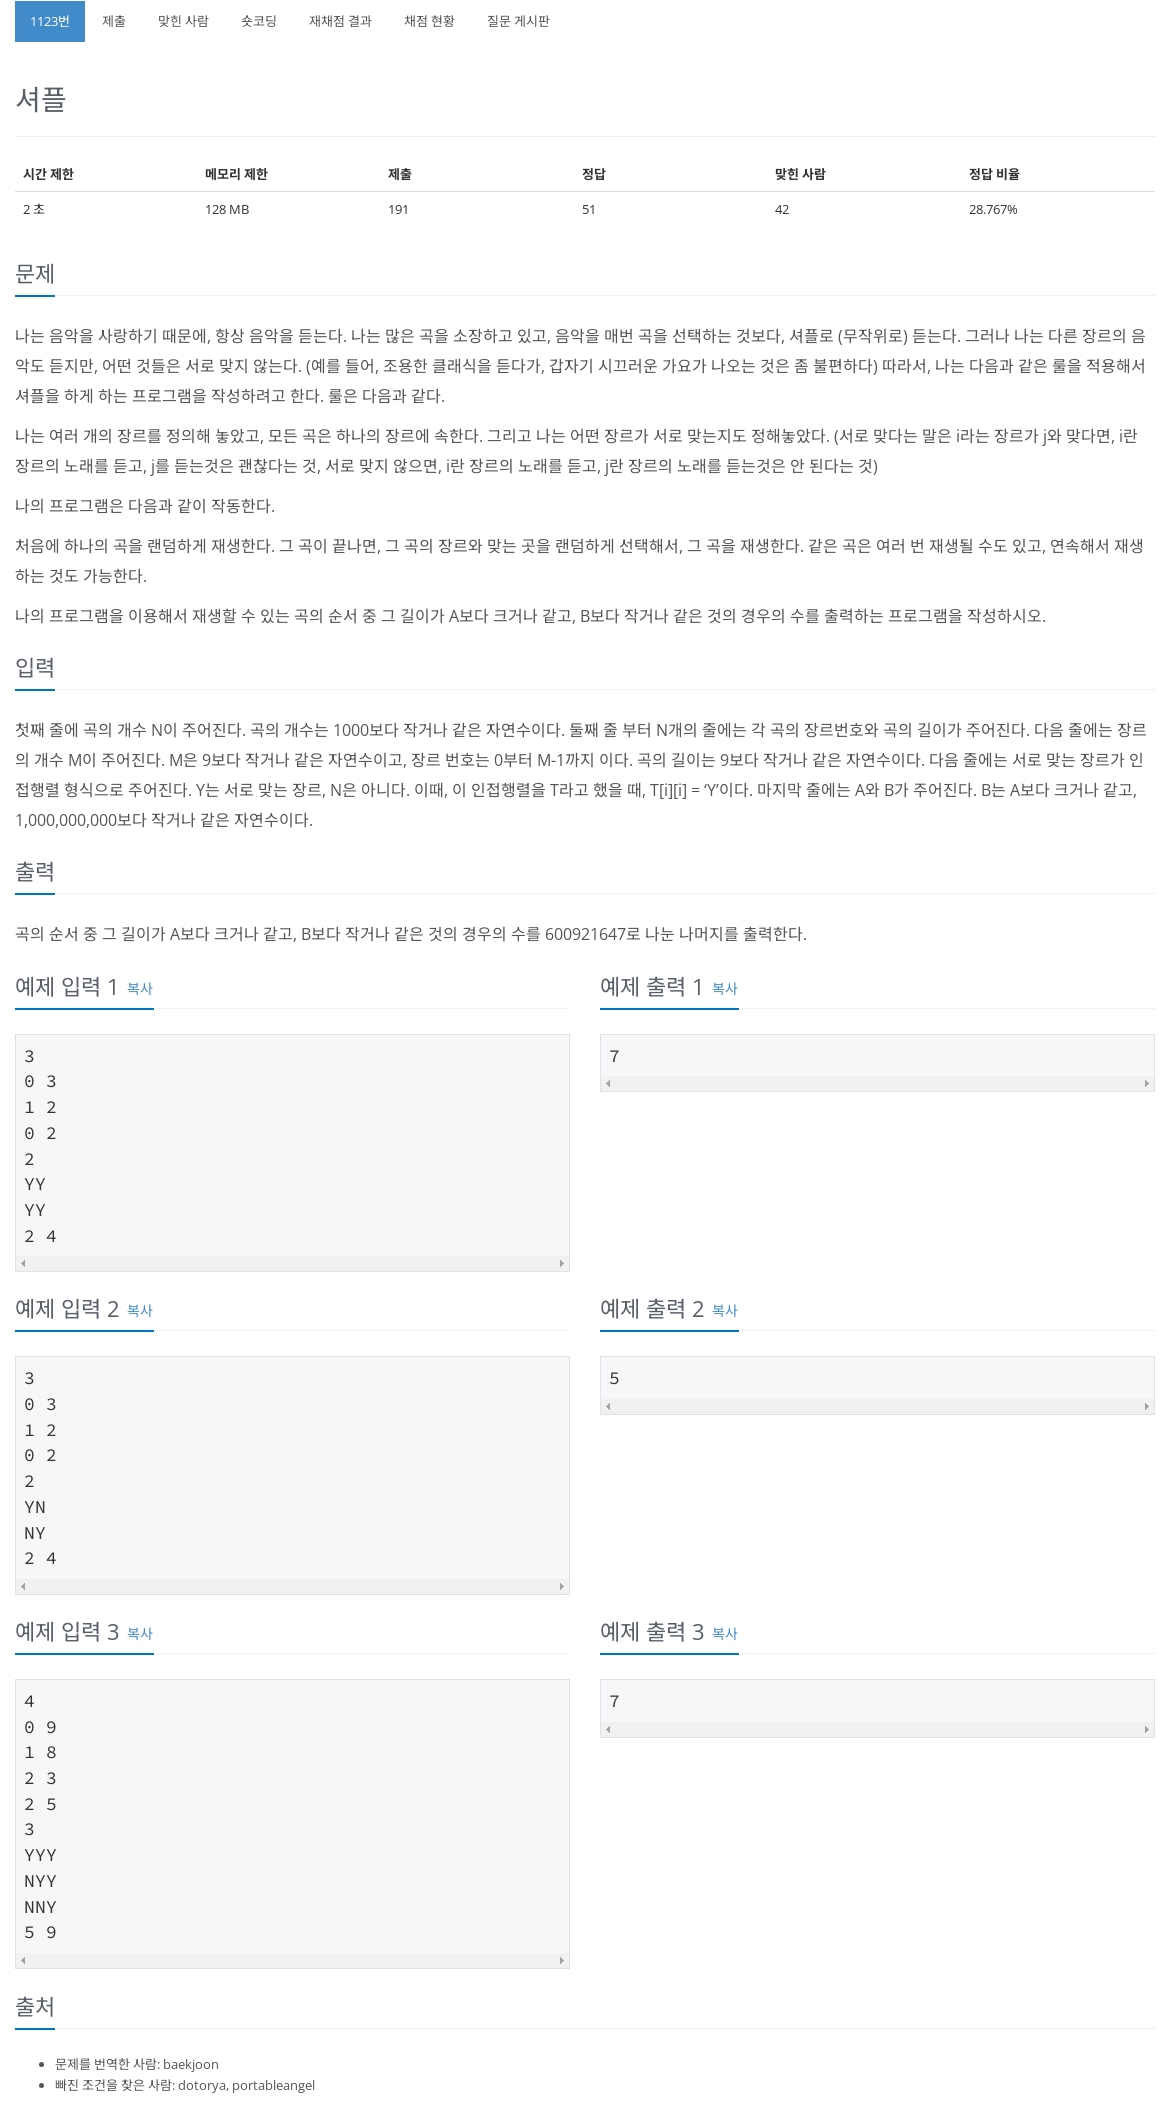 1123번 제출 맞힌 사람 숏코딩 재채점 결과 채점 현황 질문 게시판
셔플
시간 제한 메모리 제한 제출 정답 맞힌 사람 정답 비율
2 초 128 MB 191 51 42 28.767%
문제
나는 음악을 사랑하기 때문에, 항상 음악을 듣는다. 나는 많은 곡을 소장하고 있고, 음악을 매번 곡을 선택하는 것보다, 셔플로 (무작위로) 듣는다. 그러나 나는 다른 장르의 음
악도 듣지만, 어떤 것들은 서로 맞지 않는다. (예를 들어, 조용한 클래식을 듣다가, 갑자기 시끄러운 가요가 나오는 것은 좀 불편하다) 따라서, 나는 다음과 같은 룰을 적용해서
셔플을 하게 하는 프로그램을 작성하려고 한다. 룰은 다음과 같다.
나는 여러 개의 장르를 정의해 놓았고, 모든 곡은 하나의 장르에 속한다. 그리고 나는 어떤 장르가 서로 맞는지도 정해놓았다. (서로 맞다는 말은 i라는 장르가 j와 맞다면, i란
장르의 노래를 듣고, j를 듣는것은 괜찮다는 것, 서로 맞지 않으면, i란 장르의 노래를 듣고, j란 장르의 노래를 듣는것은 안 된다는 것)
나의 프로그램은 다음과 같이 작동한다.
처음에 하나의 곡을 랜덤하게 재생한다. 그 곡이 끝나면, 그 곡의 장르와 맞는 곳을 랜덤하게 선택해서, 그 곡을 재생한다. 같은 곡은 여러 번 재생될 수도 있고, 연속해서 재생
하는 것도 가능한다.
나의 프로그램을 이용해서 재생할 수 있는 곡의 순서 중 그 길이가 A보다 크거나 같고, B보다 작거나 같은 것의 경우의 수를 출력하는 프로그램을 작성하시오.
입력
첫째 줄에 곡의 개수 N이 주어진다. 곡의 개수는 1000보다 작거나 같은 자연수이다. 둘째 줄 부터 N개의 줄에는 각 곡의 장르번호와 곡의 길이가 주어진다. 다음 줄에는 장르
의 개수 M이 주어진다. M은 9보다 작거나 같은 자연수이고, 장르 번호는 0부터 M-1까지 이다. 곡의 길이는 9보다 작거나 같은 자연수이다. 다음 줄에는 서로 맞는 장르가 인
접행렬 형식으로 주어진다. Y는 서로 맞는 장르, N은 아니다. 이때, 이 인접행렬을 T라고 했을 때, T[i][i] = ‘Y’이다. 마지막 줄에는 A와 B가 주어진다. B는 A보다 크거나 같고,
1,000,000,000보다 작거나 같은 자연수이다.
출력
곡의 순서 중 그 길이가 A보다 크거나 같고, B보다 작거나 같은 것의 경우의 수를 600921647로 나눈 나머지를 출력한다.
예제 입력 1 복사
3
0 3
1 2
0 2
2
YY
YY
2 4
예제 출력 1 복사
7
예제 입력 2 복사
3
0 3
1 2
0 2
2
YN
NY
2 4
예제 출력 2 복사
5
예제 입력 3 복사
4
0 9
1 8
2 3
2 5
3
YYY
NYY
NNY
5 9
예제 출력 3 복사
7
출처
문제를 번역한 사람: baekjoon
빠진 조건을 찾은 사람: dotorya, portableangel